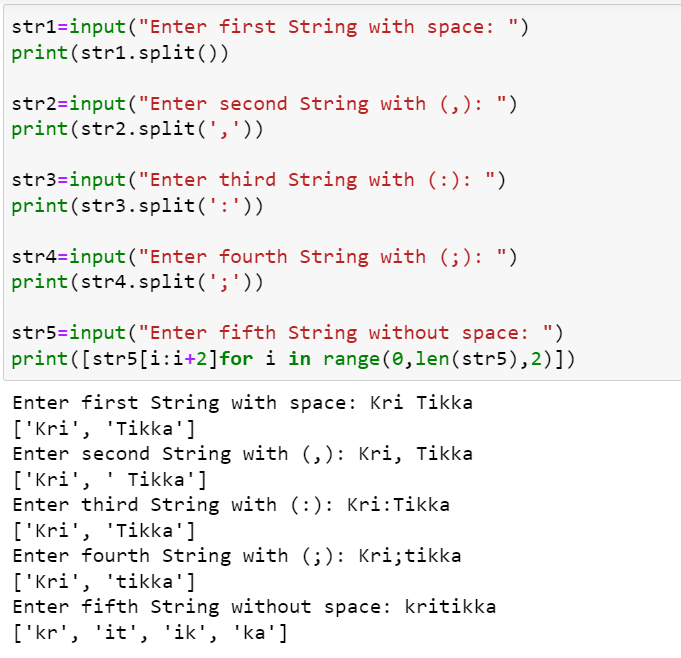 str1=input("Enter first String with space: ")
print(str1.split())
str2=input("Enter second String with (,): ")
print(str2.split(','))
str3=input("Enter third String with (:): ")
print(str3.split(':'))
str4=input("Enter fourth String with (;): ")
print(str4.split(';'))
str5=input("Enter fifth String without space: ")
print([str5[i:i+2]for i in range(0,len(str5),2)])
Enter first String with space: Kri Tikka
['Kri', 'Tikka']
Enter second String with (,): Kri, Tikka
['Kri', ' Tikka']
Enter third String with (:): Kri:Tikka
['Kri', 'Tikka']
Enter fourth String with (;): Kri;tikka
['Kri', 'tikka']
Enter fifth String without space: kritikka
['kr', 'it', 'ik', 'ka']